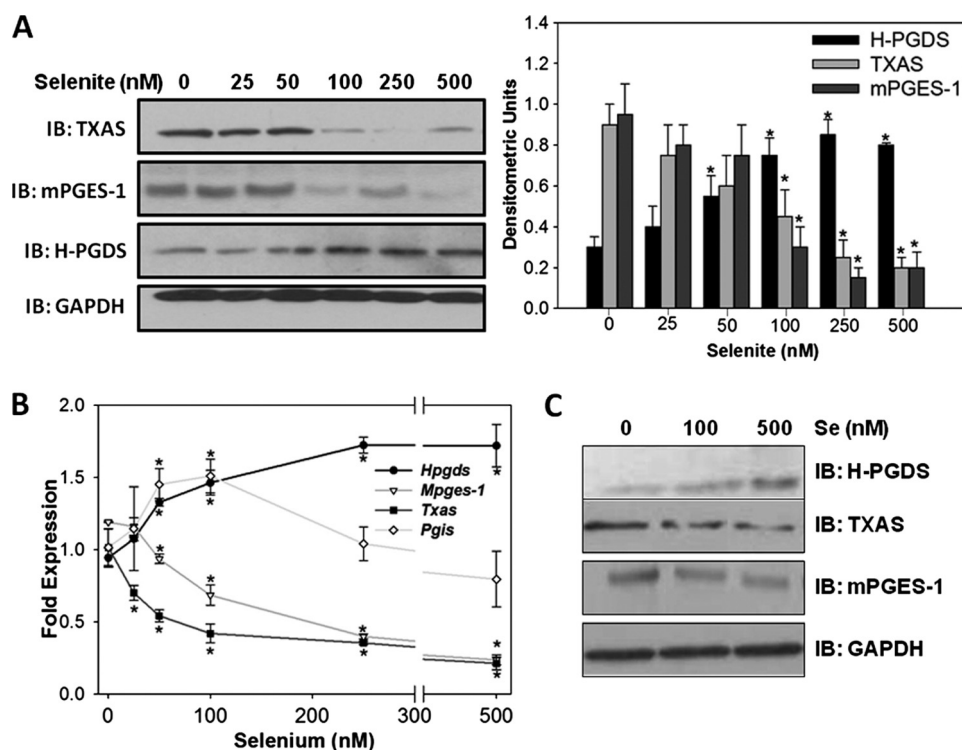 A
Selenite (nM) 0 25 50 100 250 500
IB: TXAS
IB: mPGES-1
IB: H-PGDS
IB: GAPDH
1.4
1.2
1.0
0.8
0.6
0.4
0.2
0.0
Densitometric Units
H-PGDS
TXAS
mPGES-1
* * * * * * * * * *
0 25 50 100 250 500
Selenite (nM)
B
2.0
1.5
1.0
0.5
0.0
Fold Expression
Hpgds
Mpges-1
Txas
Pgis
0 100 200 300 500
Selenium (nM)
C
0 100 500 Se (nM)
IB: H-PGDS
IB: TXAS
IB: mPGES-1
IB: GAPDH